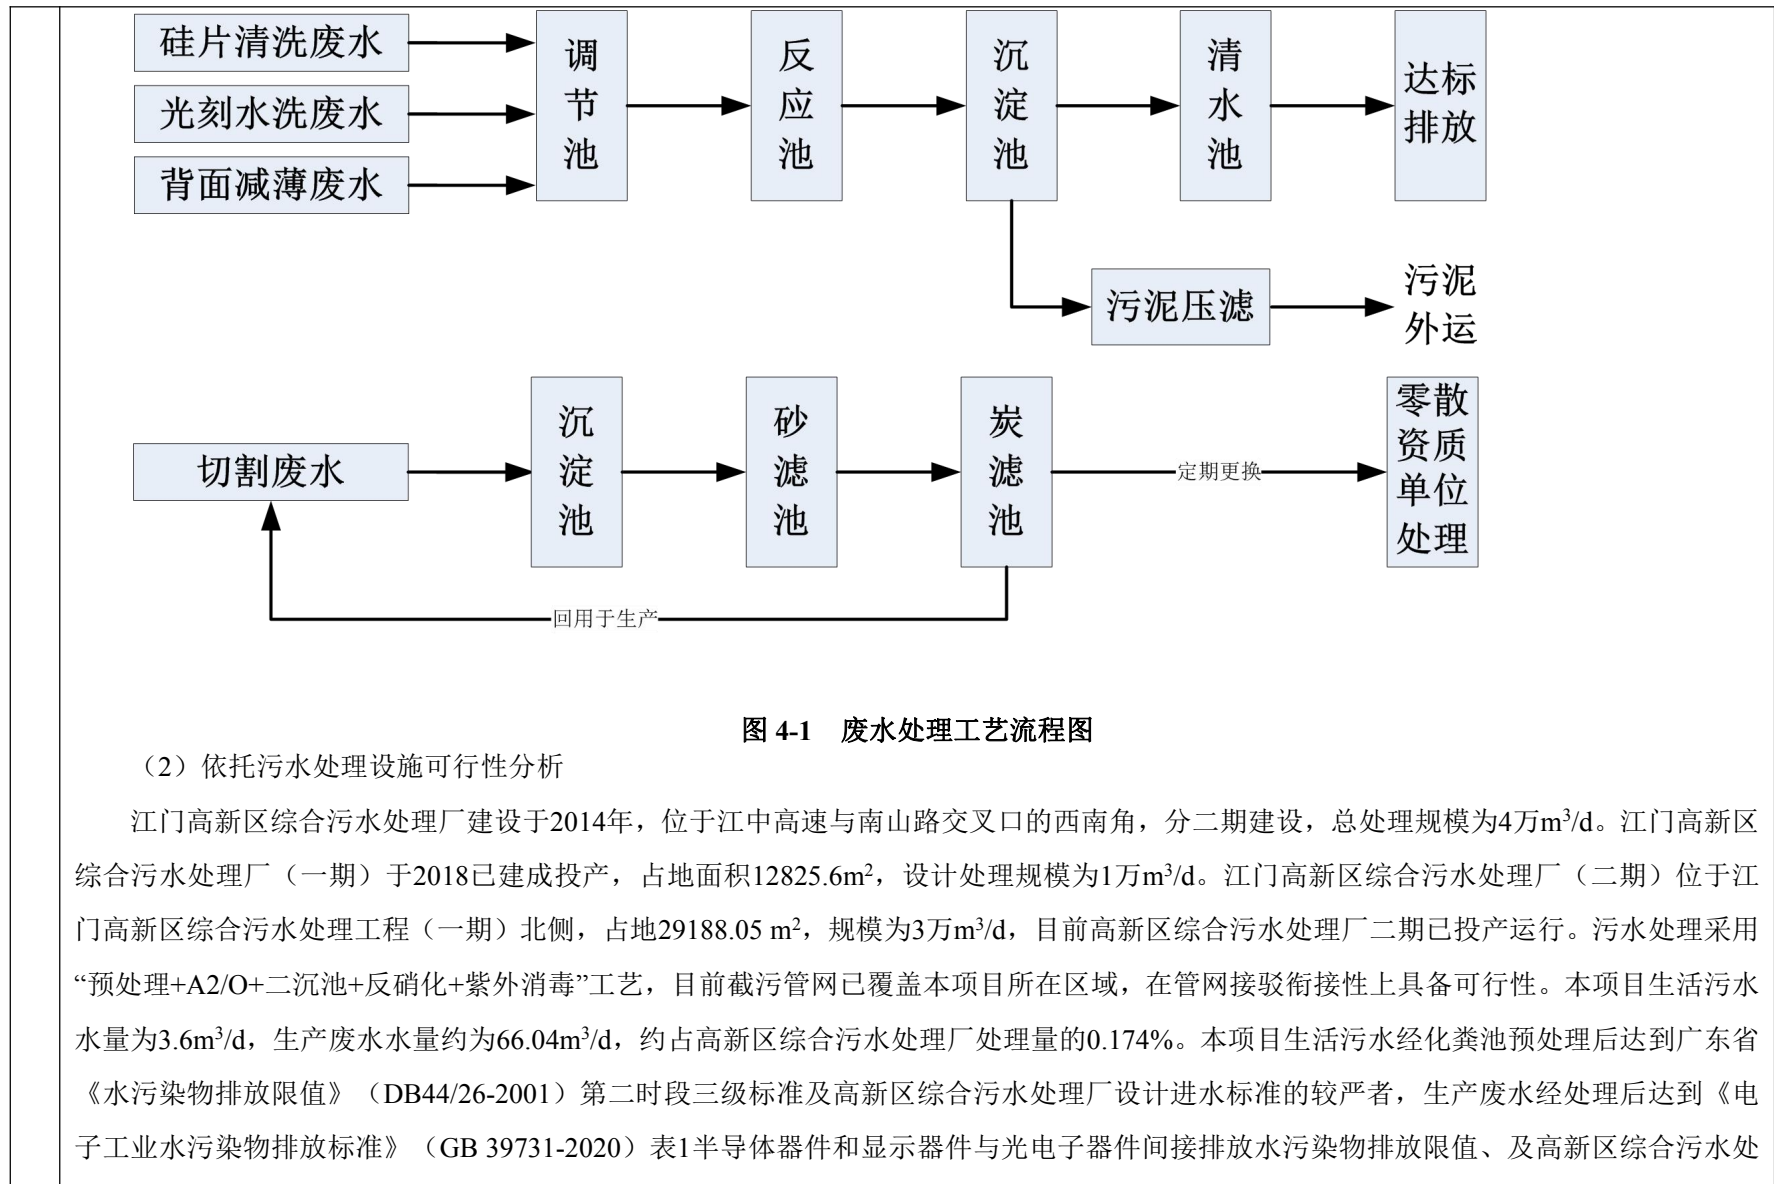 硅片清洗废水
光刻水洗废水
背面减薄废水
调节池
反应池
沉淀池
清水池
达标
排放
污泥压滤
污泥
外运
切割废水
沉淀池
砂滤池
炭滤池
定期更换
零散
资质
单位
处理
回用于生产
图 4-1 废水处理工艺流程图
（2）依托污水处理设施可行性分析
江门高新区综合污水处理厂建设于2014年，位于江中高速与南山路交叉口的西南角，分二期建设，总处理规模为4万m³/d。江门高新区
综合污水处理厂（一期）于2018已建成投产，占地面积12825.6m²，设计处理规模为1万m³/d。江门高新区综合污水处理厂（二期）位于江
门高新区综合污水处理工程（一期）北侧，占地29188.05 m²，规模为3万m³/d，目前高新区综合污水处理厂二期已投产运行。污水处理采用
“预处理+A2/O+二沉池+反硝化+紫外消毒”工艺，目前截污管网已覆盖本项目所在区域，在管网接驳衔接性上具备可行性。本项目生活污水
水量为3.6m³/d，生产废水水量约为66.04m³/d，约占高新区综合污水处理厂处理量的0.174%。本项目生活污水经化粪池预处理后达到广东省
《水污染物排放限值》（DB44/26-2001）第二时段三级标准及高新区综合污水处理厂设计进水标准的较严者，生产废水经处理后达到《电
子工业水污染物排放标准》（GB 39731-2020）表1半导体器件和显示器件与光电子器件间接排放水污染物排放限值、及高新区综合污水处